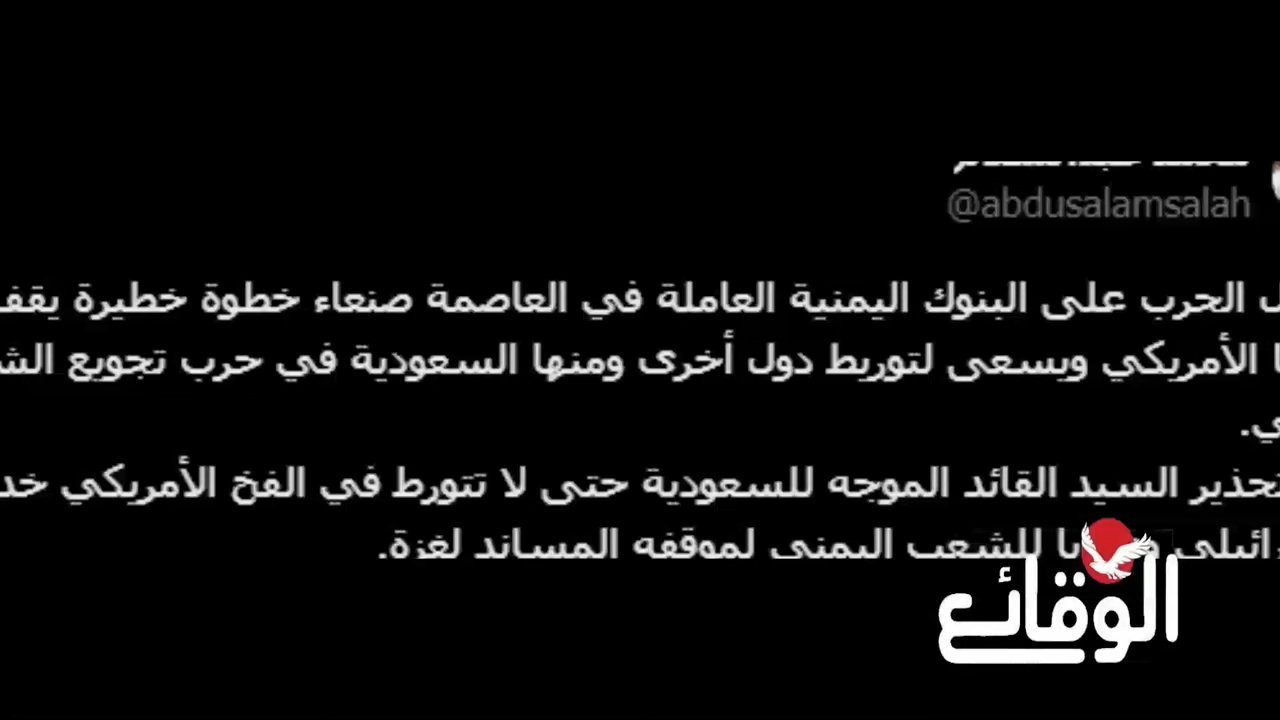 @abdusalamsalah
الحرب على البنوك اليمنية العاملة في العاصمة صنعاء خطوة خطيرة يقف
الأمريكي ويسعى لتوريط دول أخرى ومنها السعودية في حرب تجويع
السيد القائد الموجه للسعودية حتى لا تتورط في الفخ الأمريكي
للشعب اليمني لموقفه المساند لغزة.
الوقائع